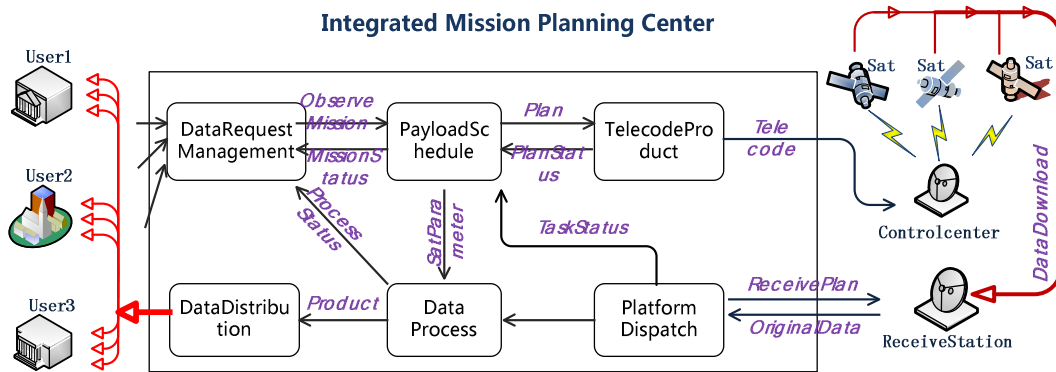 Integrated Mission Planning Center
User1
User2
User3
DataRequest
Management
Observe
Mission
MissionS
tatus
PayloadSc
hedule
Plan
PlanStat
us
TelecodePro
duct
Tele
code
Sat
Sat
Sat
Controlcenter
DataDownload
Process
Status
SatPara
meter
TaskStatus
DataDistribu
tion
Product
Data
Process
Platform
Dispatch
ReceivePlan
OriginalData
ReceiveStation